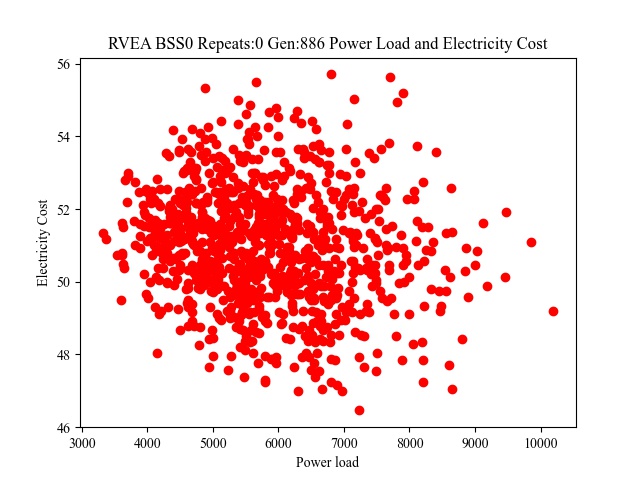 RVEA BSS0 Repeats:0 Gen:886 Power Load and Electricity Cost
56
54
52
50
48
46
Electricity Cost
3000 4000 5000 6000 7000 8000 9000 10000
Power load